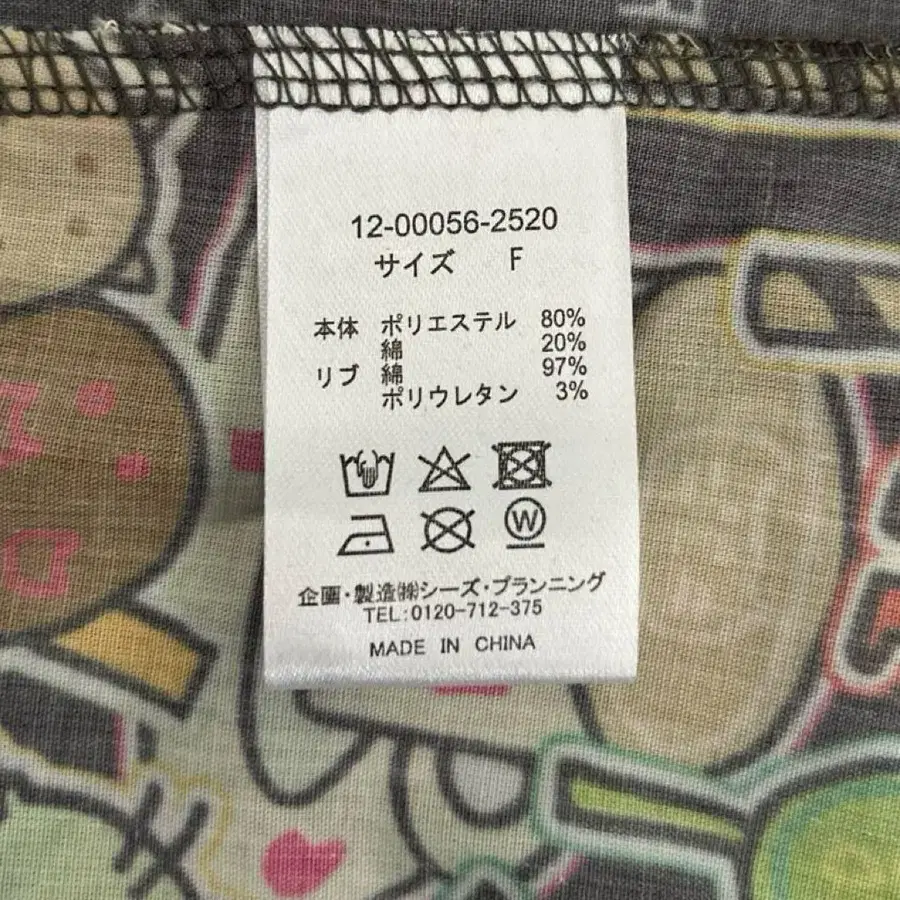 12-00056-2520
サイズ F
本体 ポリエステル 80%
綿 20%
リブ 綿 97%
ポリウレタン 3%
W
企画・製造㈱シーズ・プランニング
TEL:0120-712-375
MADE IN CHINA